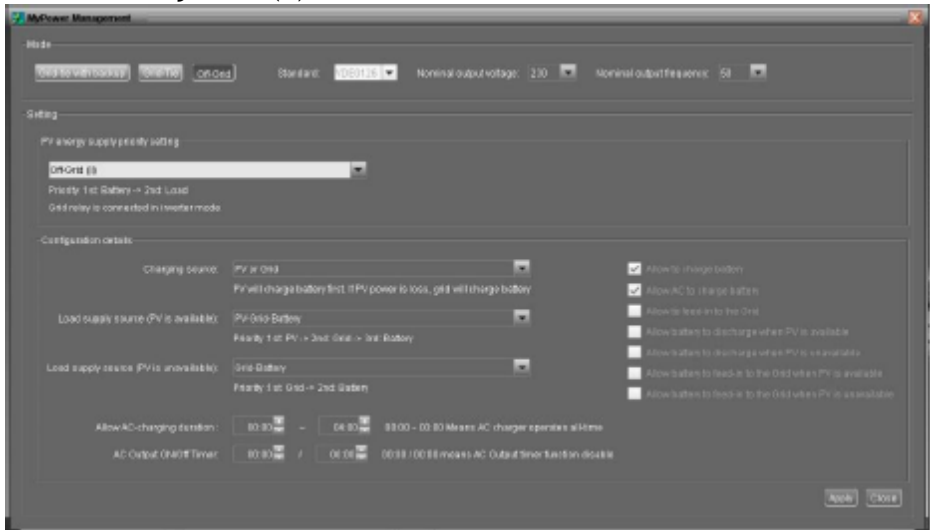 MyPower Management
Mode
Grid-tie with backup Grid-Tie Off-Grid Standard: VDE0126 Nominal output voltage: 230 Nominal output frequency: 50
Setting
PV energy supply priority setting
Off-Grid (II)
Priority: 1st: Battery -> 2nd: Load
Grid relay is connected in inverter mode
Configuration details
Charging source: PV or Grid
PV will charge battery first. If PV power is loss, grid will charge battery
Load supply source (PV is available): PV-Grid-Battery
Priority: 1st: PV -> 2nd: Grid -> 3rd: Battery
Load supply source (PV is unavailable): Grid-Battery
Priority: 1st: Grid-> 2nd: Battery
Allow to charge battery
Allow AC to charge battery
Allow to feed-in to the Grid
Allow battery to discharge when PV is available
Allow battery to discharge when PV is unavailable
Allow battery to feed-in to the Grid when PV is available
Allow battery to feed-in to the Grid when PV is unavailable
Allow AC-charging duration: 00:00 – 00:00 ~ 00:00 Means AC charger operates all-time
AC Output ON/Off Timer: 00:00 / 00:00 00:00 / 00:00 means AC Output timer function disable
Apply Close